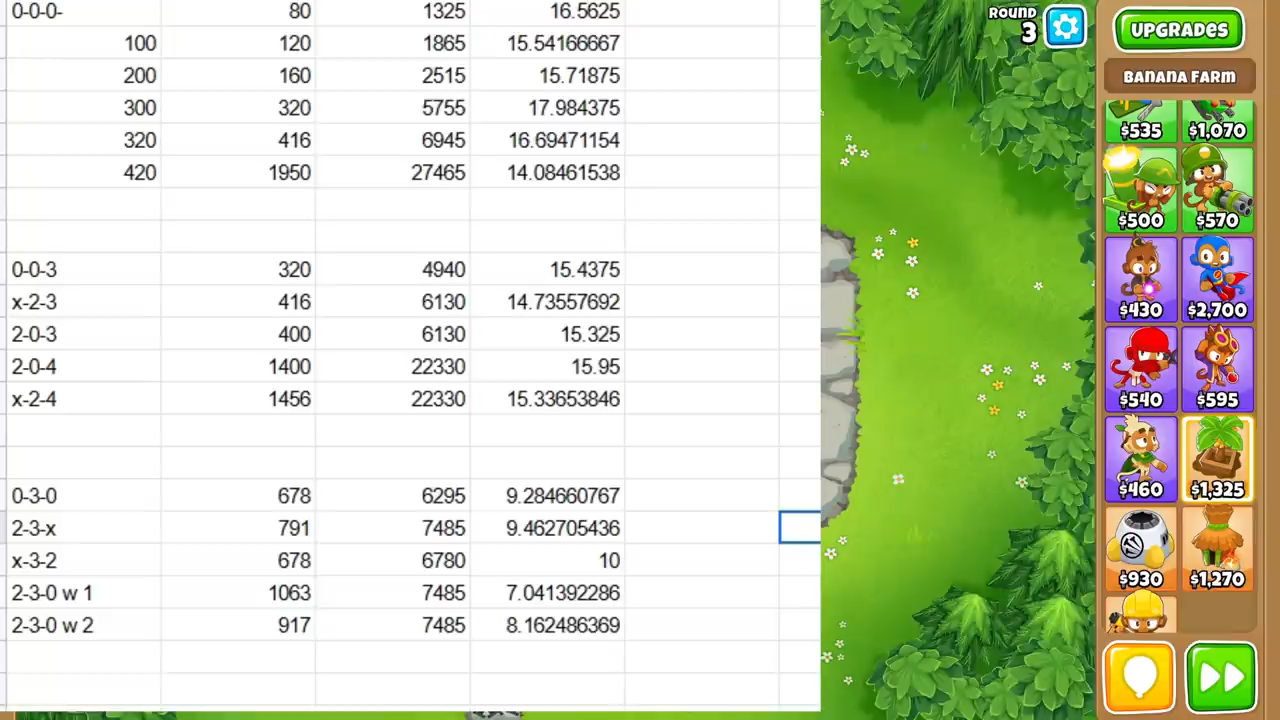 0-0-0- 80 1325 16.5625
100 120 1865 15.54166667
200 160 2515 15.71875
300 320 5755 17.984375
320 416 6945 16.69471154
420 1950 27465 14.08461538
0-0-3 320 4940 15.4375
x-2-3 416 6130 14.73557692
2-0-3 400 6130 15.325
2-0-4 1400 22330 15.95
x-2-4 1456 22330 15.33653846
0-3-0 678 6295 9.284660767
2-3-x 791 7485 9.462705436
x-3-2 678 6780 10
2-3-0 w 1 1063 7485 7.041392286
2-3-0 w 2 917 7485 8.162486369
ROUND
3
UPGRADES
BANANA FARM
$535 $1,070
$500 $570
$430 $2,700
$540 $595
$460 $1,325
$930 $1,270